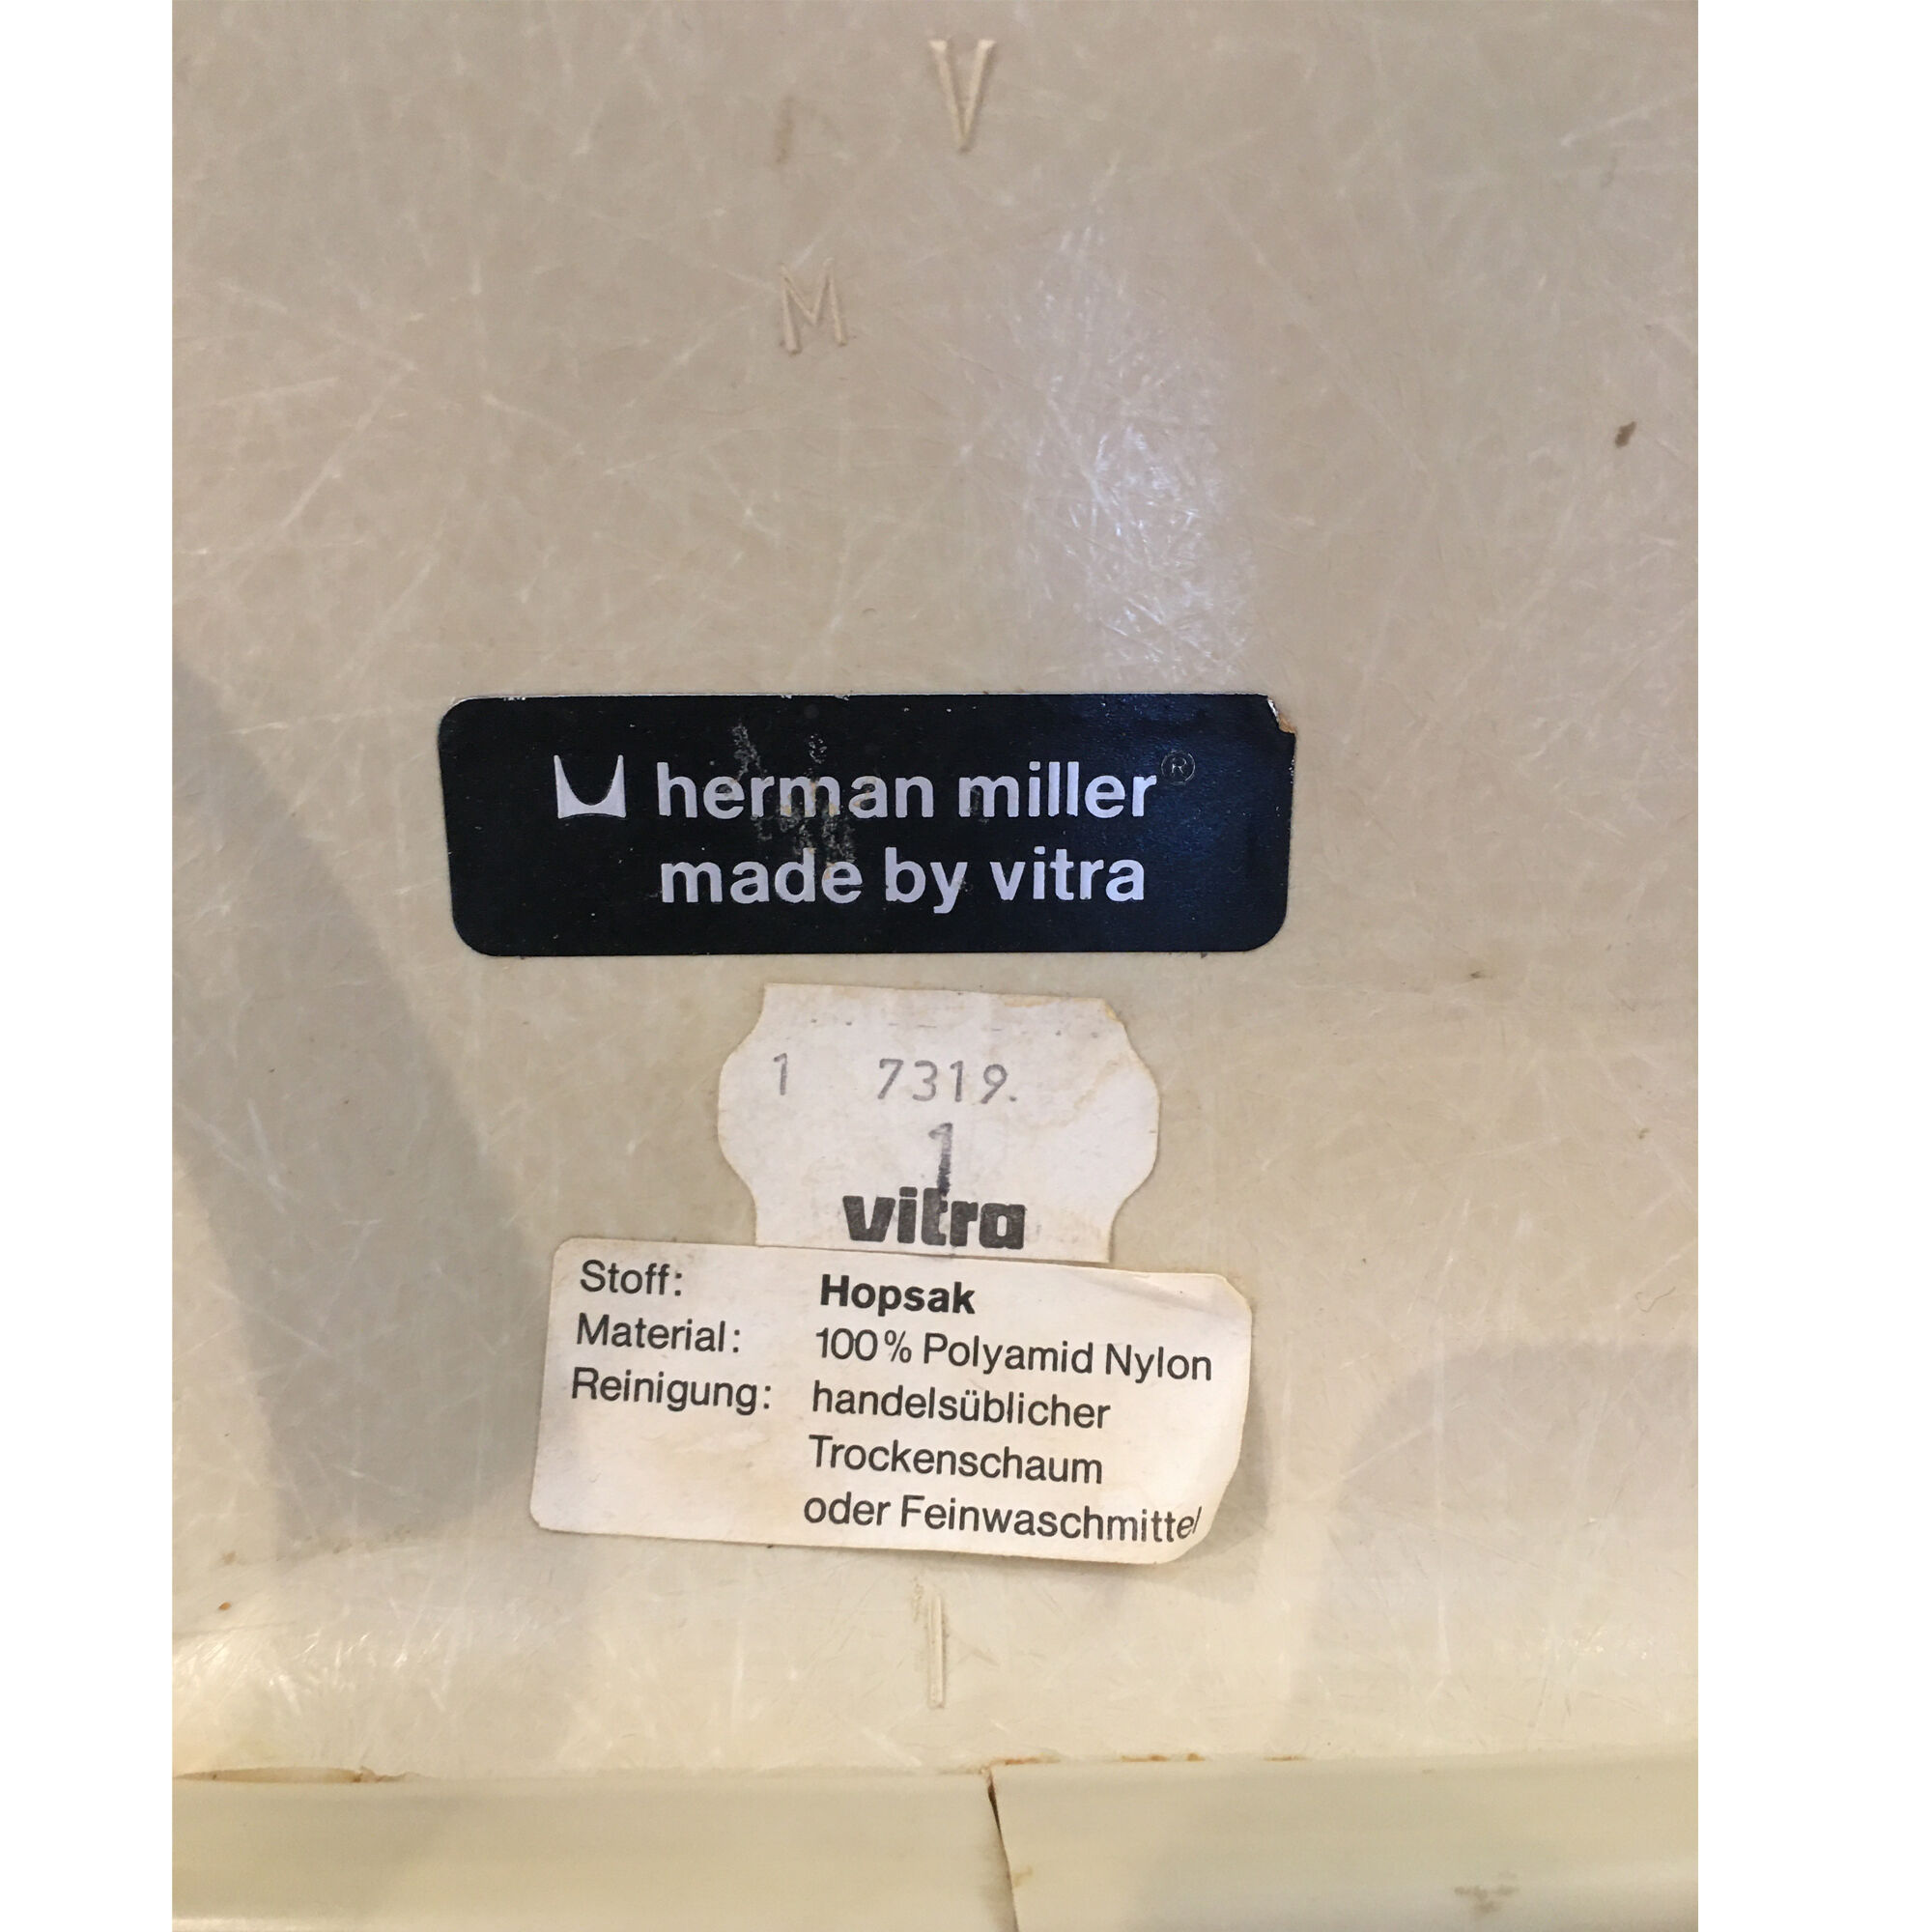 V
M
herman miller®
made by vitra
1 7319.
1
vitra
Stoff: Hopsak
Material: 100% Polyamid Nylon
Reinigung: handelsüblicher
Trockenschaum
oder Feinwaschmittel
I